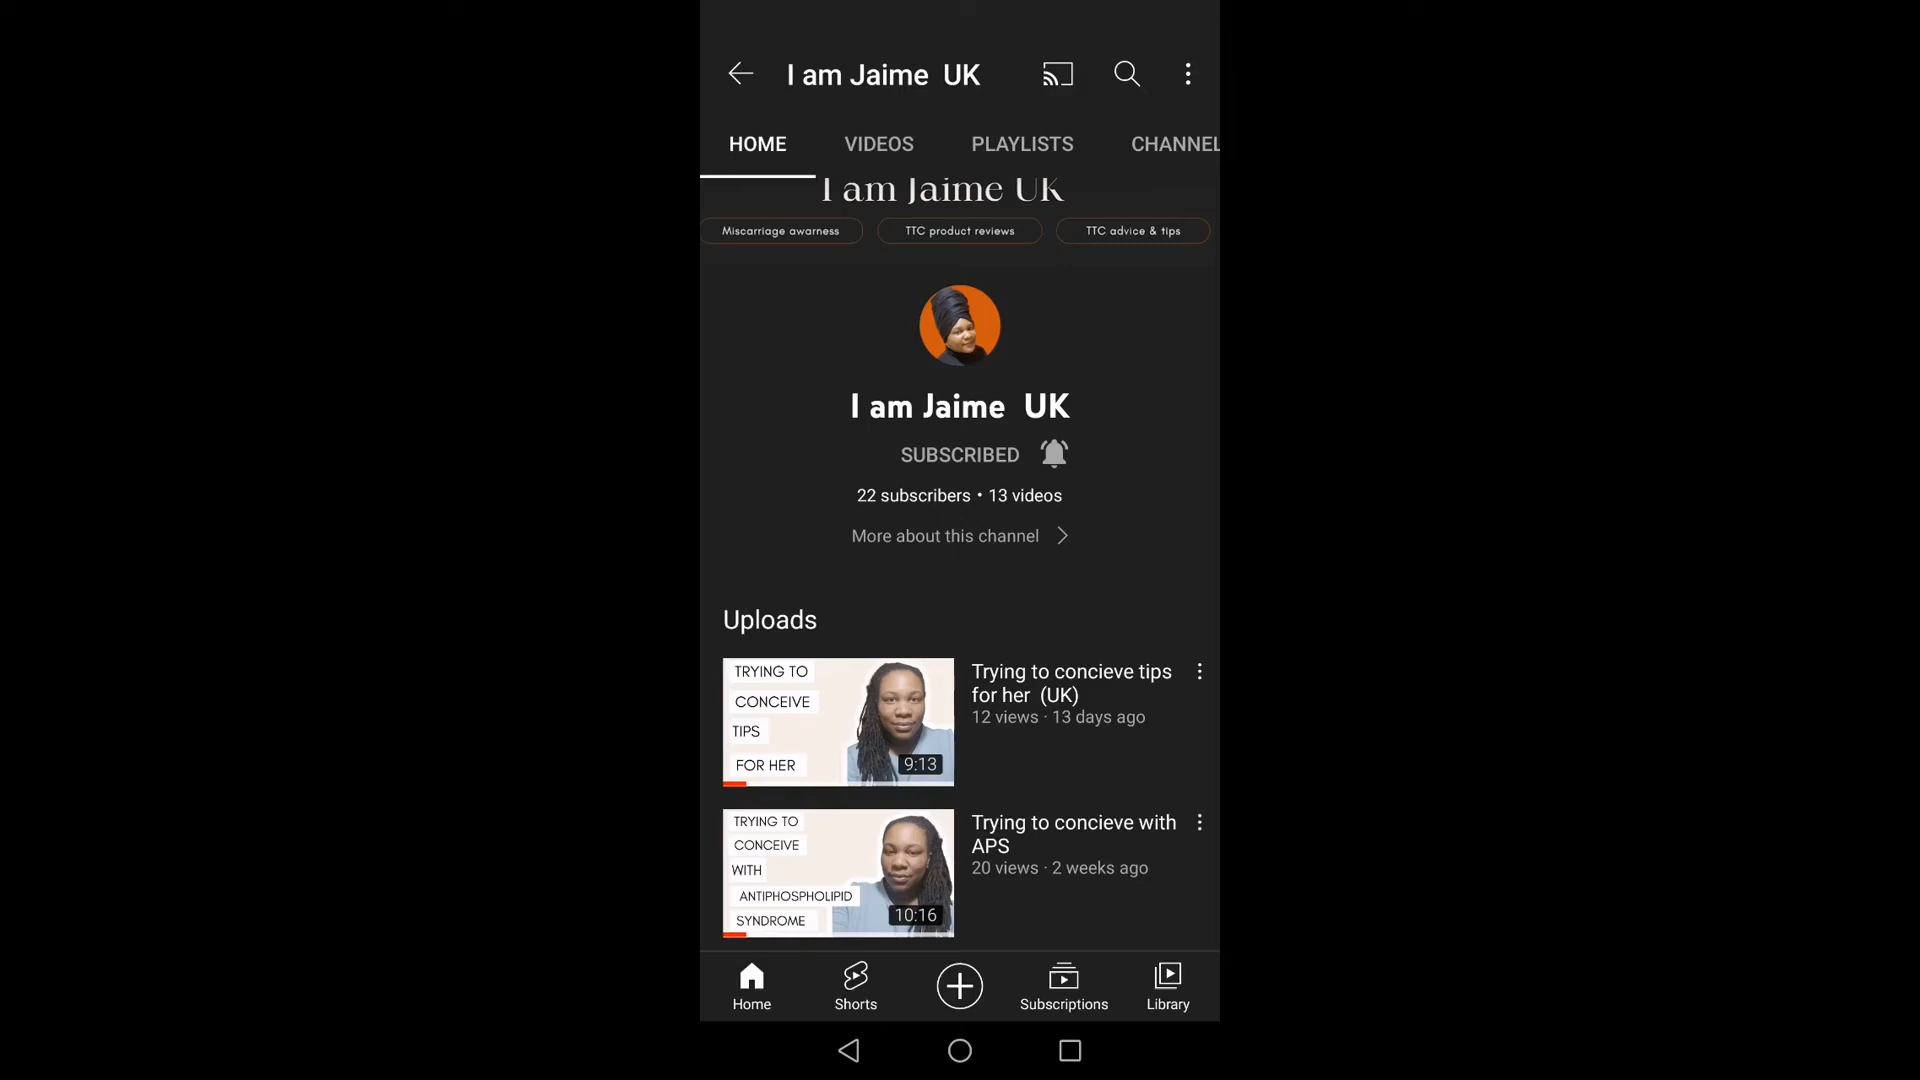 I am Jaime  UK
HOME VIDEOS PLAYLISTS CHANNEL
I am Jaime UK
Miscarriage awarness TTC product reviews TTC advice & tips
I am Jaime  UK
SUBSCRIBED
22 subscribers • 13 videos
More about this channel
Uploads
TRYING TO
CONCEIVE
TIPS
FOR HER
9:13
Trying to concieve tips
for her  (UK)
12 views · 13 days ago
TRYING TO
CONCEIVE
WITH
ANTIPHOSPHOLIPID
SYNDROME
10:16
Trying to concieve with
APS
20 views · 2 weeks ago
Home Shorts Subscriptions Library